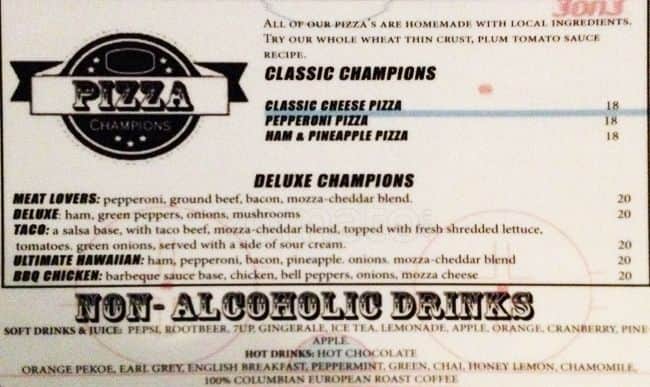 3on3
ALL OF OUR PIZZA'S ARE HOMEMADE WITH LOCAL INGREDIENTS.
TRY OUR WHOLE WHEAT THIN CRUST, PLUM TOMATO SAUCE
RECIPE.
PIZZA
CHAMPIONS
CLASSIC CHAMPIONS
CLASSIC CHEESE PIZZA 18
PEPPERONI PIZZA 18
HAM & PINEAPPLE PIZZA 18
DELUXE CHAMPIONS
MEAT LOVERS: pepperoni, ground beef, bacon, mozza-cheddar blend. 20
DELUXE: ham, green peppers, onions, mushrooms 20
TACO: a salsa base, with taco beef, mozza-cheddar blend, topped with fresh shredded lettuce,
tomatoes. green onions, served with a side of sour cream. 20
ULTIMATE HAWAIIAN: ham, pepperoni, bacon, pineapple. onions. mozza-cheddar blend 20
BBQ CHICKEN: barbeque sauce base, chicken, bell peppers, onions, mozza cheese 20
NON- ALCOHOLIC DRINKS
SOFT DRINKS & JUICE: PEPSI, ROOTBEER, 7UP, GINGERALE, ICE TEA, LEMONADE, APPLE, ORANGE, CRANBERRY, PINE-
APPLE.
HOT DRINKS: HOT CHOCOLATE
ORANGE PEKOE, EARL GREY, ENGLISH BREAKFAST, PEPPERMINT, GREEN, CHAI, HONEY LEMON, CHAMOMILE,
100% COLUMBIAN EUROPEAN ROAST COFFEE